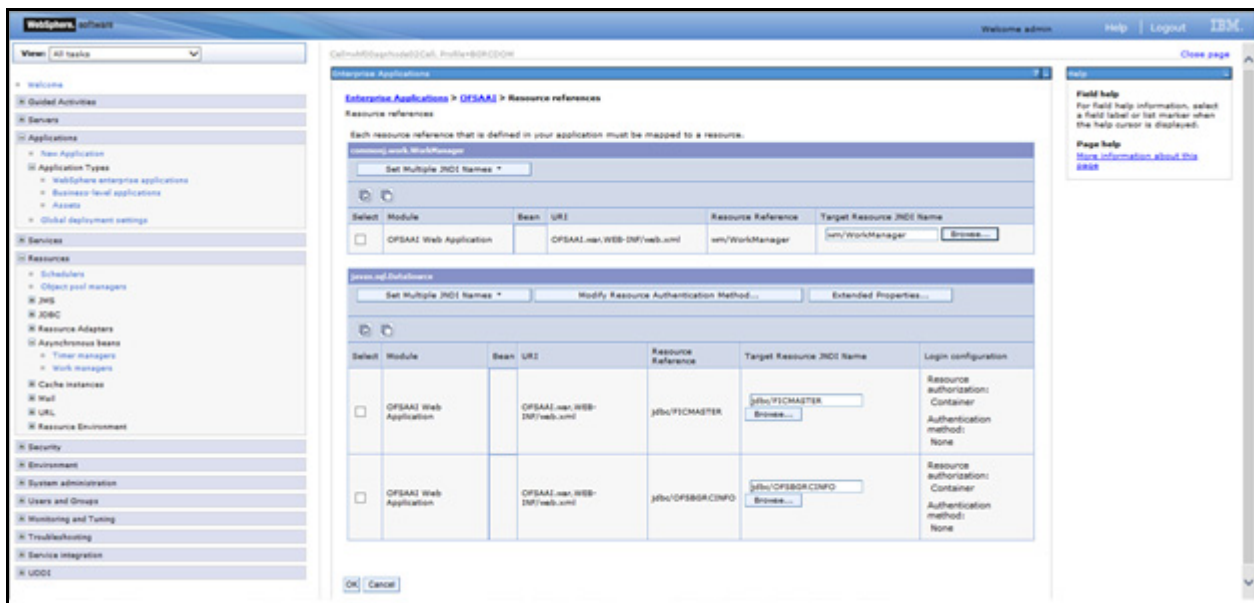 WebSphere. software
Welcome admin
Help | Logout
IBM.
View: All tasks
Welcome
Guided Activities
Servers
Applications
New Application
Application Types
WebSphere enterprise applications
Business-level applications
Assets
Global deployment settings
Services
Resources
Schedulers
Object pool managers
JMS
JDBC
Resource Adapters
Asynchronous beans
Timer managers
Work managers
Cache instances
Mail
URL
Resource Environment
Security
Environment
System administration
Users and Groups
Monitoring and Tuning
Troubleshooting
Service integration
UDDI
Close page
Enterprise Applications
Enterprise Applications > OFSAAI > Resource references
Resource references
Each resource reference that is defined in your application must be mapped to a resource.
commonj.work.WorkManager
Set Multiple JNDI Names
Select Module Bean URI Resource Reference Target Resource JNDI Name
OFSAAI Web Application OFSAAI.war,WEB-INF/web.xml wm/WorkManager wm/WorkManager Browse...
javax.sql.DataSource
Set Multiple JNDI Names Modify Resource Authentication Method... Extended Properties...
Select Module Bean URI Resource Reference Target Resource JNDI Name Login configuration
OFSAAI Web Application OFSAAI.war,WEB-INF/web.xml jdbc/FICMASTER jdbc/FICMASTER Browse... Resource authorization: Container Authentication method: None
OFSAAI Web Application OFSAAI.war,WEB-INF/web.xml jdbc/OFSBGRCINFO jdbc/OFSBGRCINFO Browse... Resource authorization: Container Authentication method: None
OK Cancel
Help
Field help
For field help information, select
a field label or list marker when
the help cursor is displayed.
Page help
More information about this
page